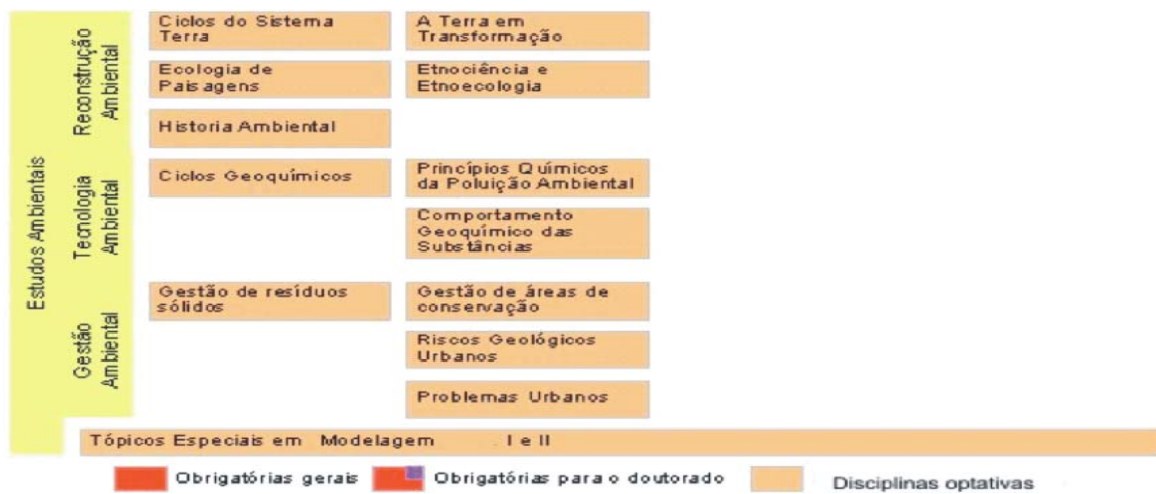 Estudos Ambientais
Reconstrução
Ambiental
Ciclos do Sistema
Terra
A Terra em
Transformação
Ecologia de
Paisagens
Etnociência e
Etnoecologia
Historia Ambiental
Tecnologia
Ambiental
Ciclos Geoquímicos
Princípios Químicos
da Poluição Ambiental
Comportamento
Geoquímico das
Substâncias
Gestão
Ambiental
Gestão de resíduos
sólidos
Gestão de áreas de
conservação
Riscos Geológicos
Urbanos
Problemas Urbanos
Tópicos Especiais em Modelagem . I e II
Obrigatórias gerais
Obrigatórias para o doutorado
Disciplinas optativas